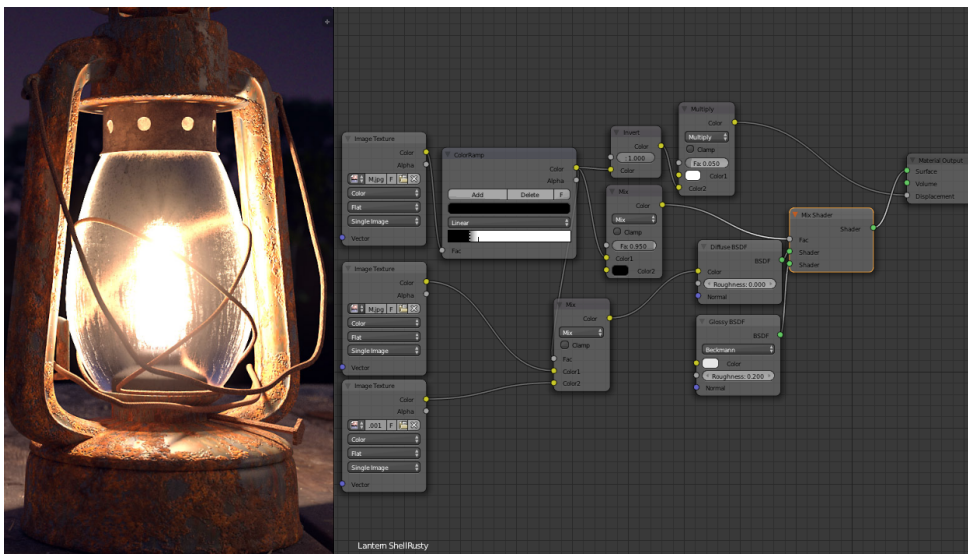 Image Texture
Color
Alpha
M.jpg F
Color
Flat
Single Image
Vector
ColorRamp
Color
Alpha
Add Delete F
Linear
Fac
Invert
Color
1.000
Color
Multiply
Color
Multiply
Clamp
Fa: 0.050
Color1
Color2
Mix
Color
Mix
Clamp
Fa: 0.950
Color1
Color2
Material Output
Surface
Volume
Displacement
Mix Shader
Shader
Fac
Shader
Shader
Diffuse BSDF
BSDF
Color
Roughness: 0.000
Normal
Image Texture
Color
Alpha
M.jpg F
Color
Flat
Single Image
Vector
Mix
Color
Mix
Clamp
Fac
Color1
Color2
Glossy BSDF
BSDF
Beckmann
Color
Roughness: 0.200
Normal
Image Texture
Color
Alpha
.001 F
Color
Flat
Single Image
Vector
Lantern ShellRusty